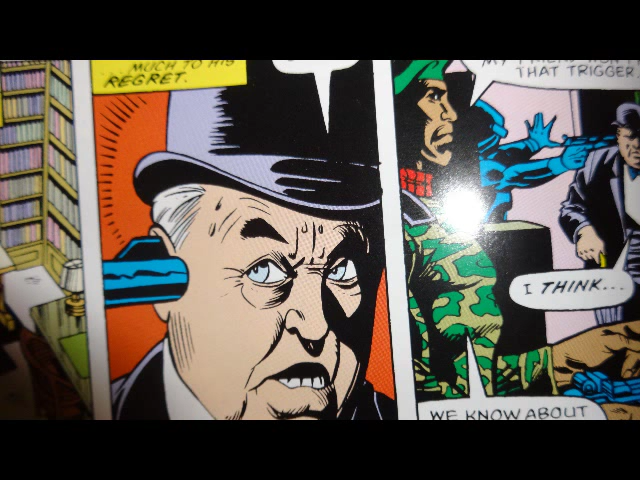 MUCH TO HIS
REGRET.
THAT TRIGGER.
I THINK...
WE KNOW ABOUT